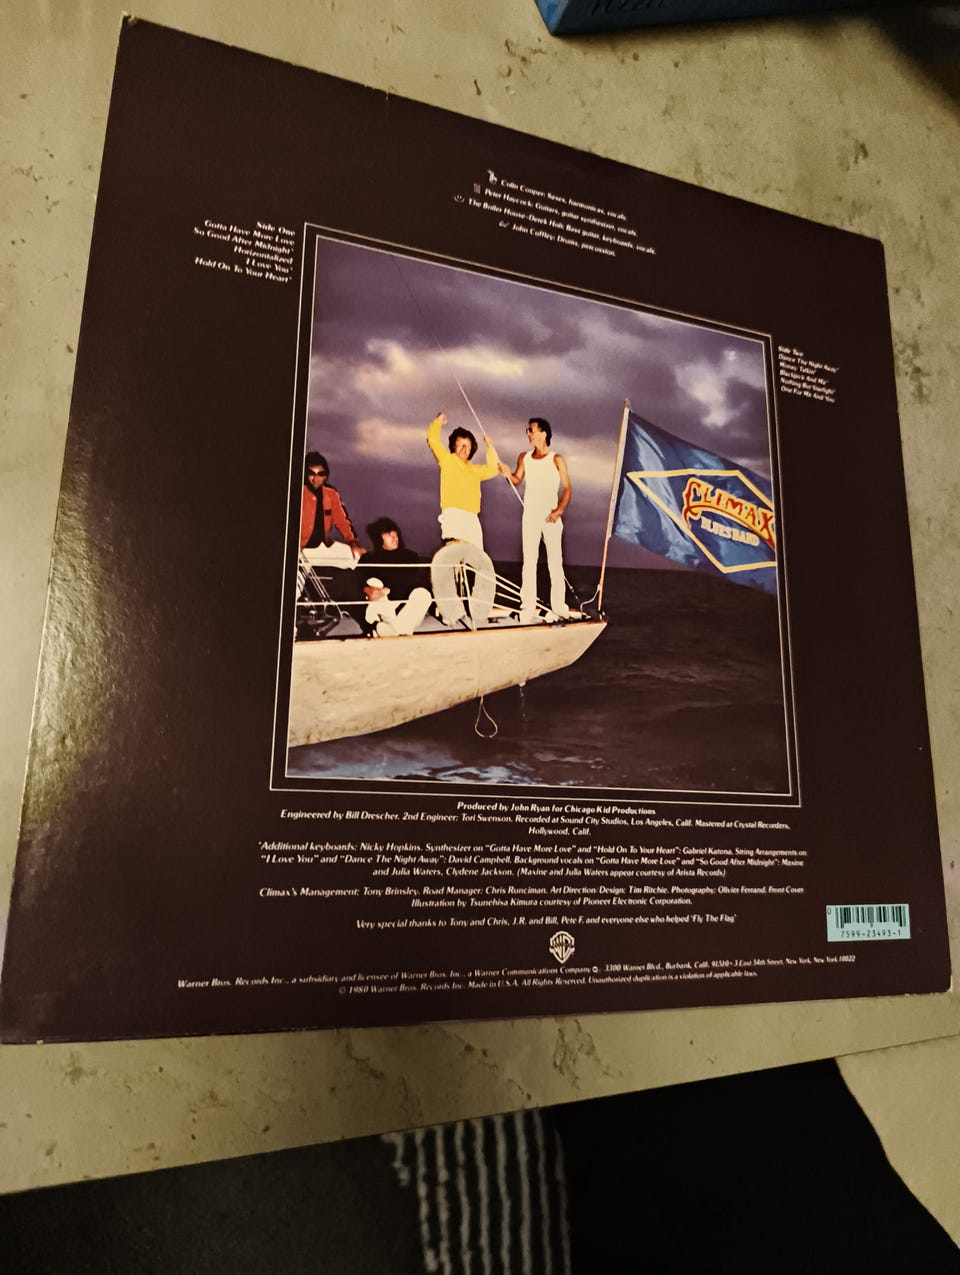 Colin Cooper: Saxes, harmonicas, vocals.
Peter Haycock: Guitars, guitar synthesizer, vocals.
The Boiler House-Derek Holt: Bass guitar, keyboards, vocals.
John Cuffley: Drums, percussion.
Side One
Gotta Have More Love
So Good After Midnight*
Horizontalized
I Love You*
Hold On To Your Heart*
Side Two
Dance The Night Away*
Money Talkin'
Blackjack And Me*
Nothing But Starlight*
One For Me And You
CLIMAX
BLUES BAND
Produced by John Ryan for Chicago Kid Productions
Engineered by Bill Drescher. 2nd Engineer: Tori Swenson. Recorded at Sound City Studios, Los Angeles, Calif. Mastered at Crystal Recorders,
Hollywood, Calif.
*Additional keyboards: Nicky Hopkins. Synthesizer on "Gotta Have More Love" and "Hold On To Your Heart": Gabriel Katona. String Arrangements on
"I Love You" and "Dance The Night Away": David Campbell. Background vocals on "Gotta Have More Love" and "So Good After Midnight": Maxine
and Julia Waters, Clydene Jackson. (Maxine and Julia Waters appear courtesy of Arista Records)
Climax's Management: Tony Brinsley. Road Manager: Chris Runciman. Art Direction/Design: Tim Ritchie. Photography: Olivier Ferrand. Front Cover
Illustration by Tsunehisa Kimura courtesy of Pioneer Electronic Corporation.
Very special thanks to Tony and Chris, J.R. and Bill, Pete F. and everyone else who helped 'Fly The Flag'
0
7599-23493-1
Warner Bros. Records Inc., a subsidiary and licensee of Warner Bros. Inc., a Warner Communications Company. 3300 Warner Blvd., Burbank, Calif. 91510 • 3 East 54th Street, New York, New York 10022
© 1980 Warner Bros. Records Inc. Made in U.S.A. All Rights Reserved. Unauthorized duplication is a violation of applicable laws.